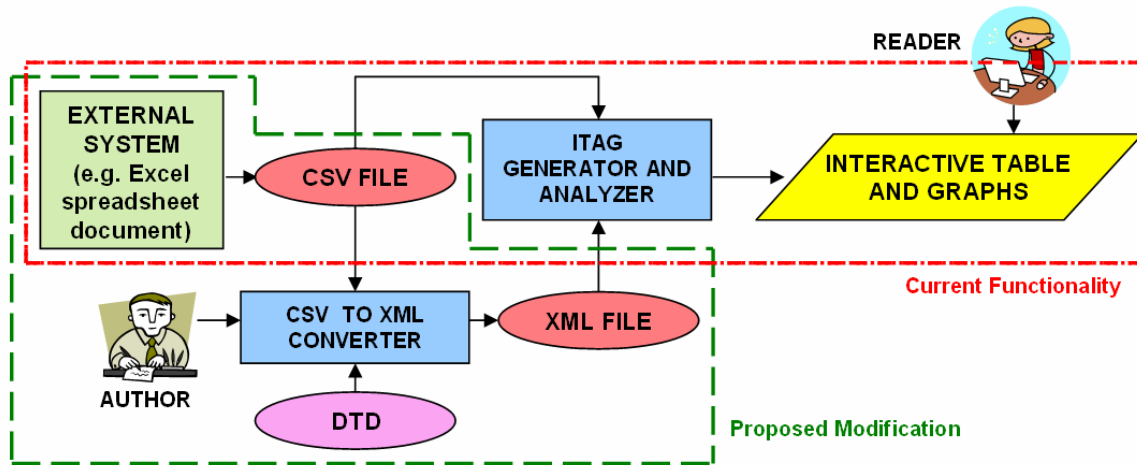 READER
EXTERNAL
SYSTEM
(e.g. Excel
spreadsheet
document)
CSV FILE
ITAG
GENERATOR AND
ANALYZER
INTERACTIVE TABLE
AND GRAPHS
Current Functionality
CSV TO XML
CONVERTER
XML FILE
AUTHOR
DTD
Proposed Modification